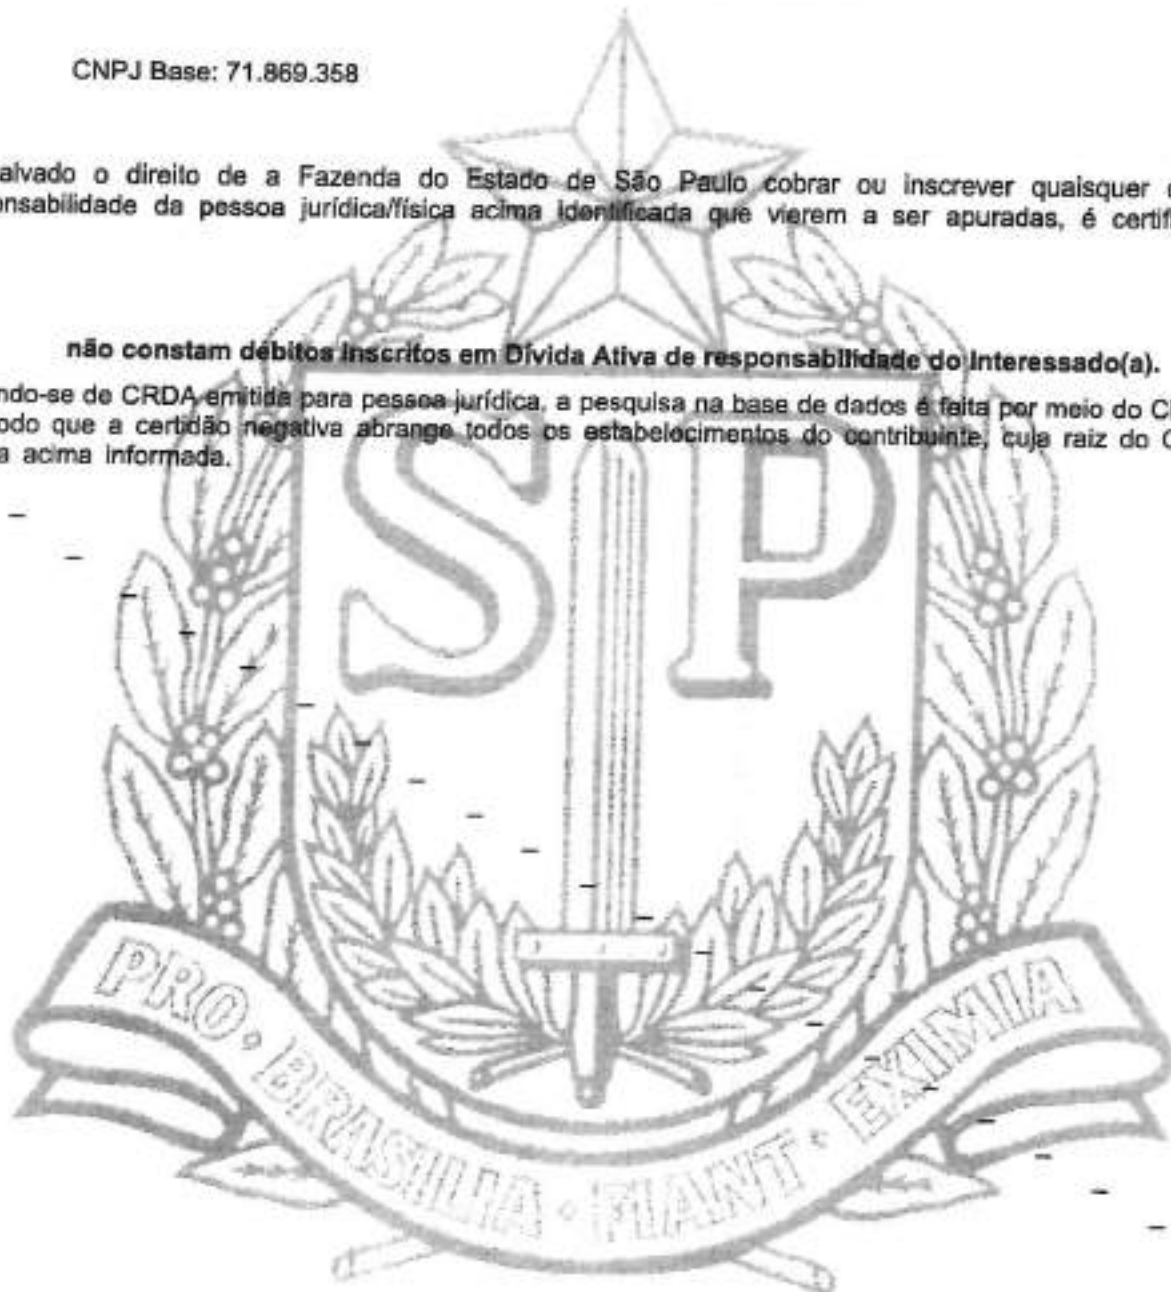 CNPJ Base: 71.869.358
alvado o direito de a Fazenda do Estado de São Paulo cobrar ou inscrever quaisquer
onsabilidade da pessoa jurídica/física acima identificada que vierem a ser apuradas, é certif
não constam débitos inscritos em Dívida Ativa de responsabilidade do Interessado(a).
ndo-se de CRDA emitida para pessoa jurídica, a pesquisa na base de dados é feita por meio do C
odo que a certidão negativa abrange todos os estabelecimentos do contribuinte, cuja raiz do C
a acima informada.
SP
PRO · BRASILIA · FIANT · EXIMIA